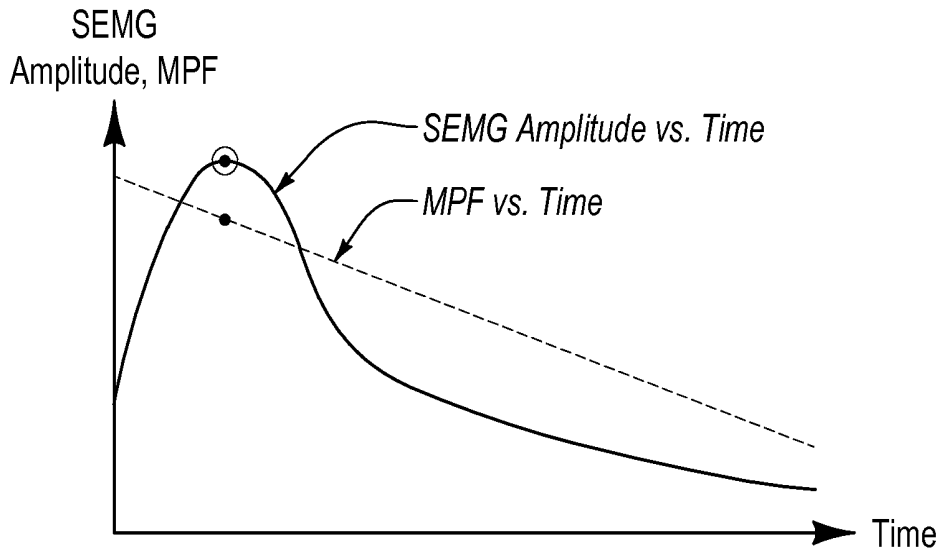 SEMG
Amplitude, MPF
SEMG Amplitude vs. Time
MPF vs. Time
Time